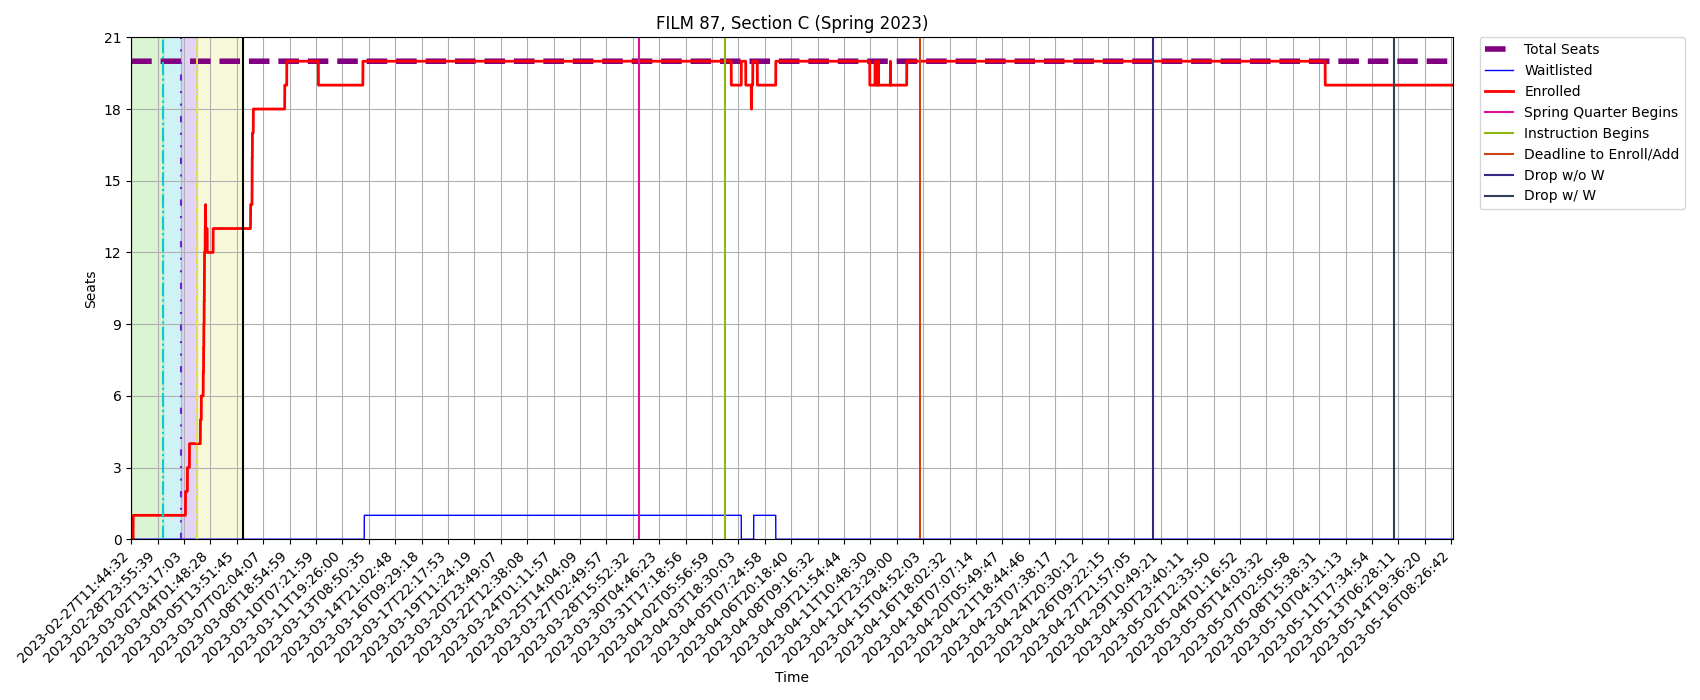 FILM 87, Section C (Spring 2023)
21
18
15
12
9
6
3
0
Seats
Total Seats
Waitlisted
Enrolled
Spring Quarter Begins
Instruction Begins
Deadline to Enroll/Add
Drop w/o W
Drop w/ W
2023-02-27T11:44:32
2023-02-28T23:55:39
2023-03-02T13:17:03
2023-03-04T01:48:28
2023-03-05T13:51:45
2023-03-07T02:04:07
2023-03-08T18:54:59
2023-03-10T07:21:59
2023-03-11T19:26:00
2023-03-13T08:50:35
2023-03-14T21:02:48
2023-03-16T09:29:18
2023-03-17T22:17:53
2023-03-19T11:24:19
2023-03-20T23:49:07
2023-03-22T12:38:09
2023-03-24T01:11:57
2023-03-25T14:04:09
2023-03-27T02:49:57
2023-03-28T15:52:32
2023-03-30T04:46:23
2023-03-31T17:18:56
2023-04-02T05:56:59
2023-04-03T18:30:03
2023-04-05T07:24:58
2023-04-06T20:18:40
2023-04-08T09:16:32
2023-04-09T21:54:44
2023-04-11T10:48:30
2023-04-12T23:29:00
2023-04-15T04:52:03
2023-04-16T18:02:32
2023-04-18T07:07:14
2023-04-20T05:49:47
2023-04-21T18:44:46
2023-04-23T07:38:17
2023-04-24T20:30:12
2023-04-26T09:22:15
2023-04-27T21:57:05
2023-04-29T10:49:21
2023-04-30T23:40:11
2023-05-02T12:33:50
2023-05-04T01:16:52
2023-05-05T14:03:32
2023-05-07T02:50:58
2023-05-08T15:38:31
2023-05-10T04:31:13
2023-05-11T17:34:54
2023-05-13T06:28:11
2023-05-14T19:36:20
2023-05-16T08:26:42
Time